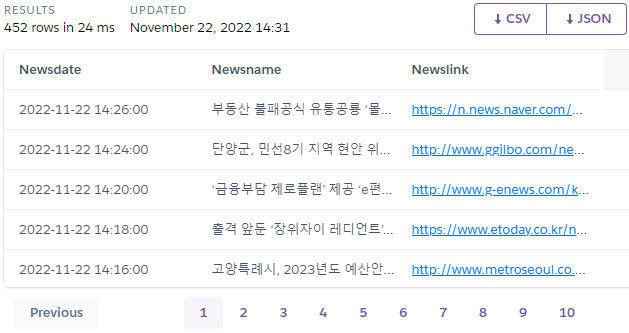 RESULTS UPDATED
452 rows in 24 ms November 22, 2022 14:31
↓ CSV ↓ JSON
Newsdate Newsname Newslink
2022-11-22 14:26:00 부동산 불패공식 유통공룡 ‘몰... https://n.news.naver.com/...
2022-11-22 14:24:00 단양군, 민선8기 지역 현안 위... http://www.ggilbo.com/ne...
2022-11-22 14:20:00 ‘금융부담 제로플랜’ 제공 ‘e편... http://www.g-enews.com/k...
2022-11-22 14:18:00 출격 앞둔 ‘장위자이 레디언트’... https://www.etoday.co.kr/n...
2022-11-22 14:16:00 고양특례시, 2023년도 예산안... http://www.metroseoul.co....
Previous 1 2 3 4 5 6 7 8 9 10